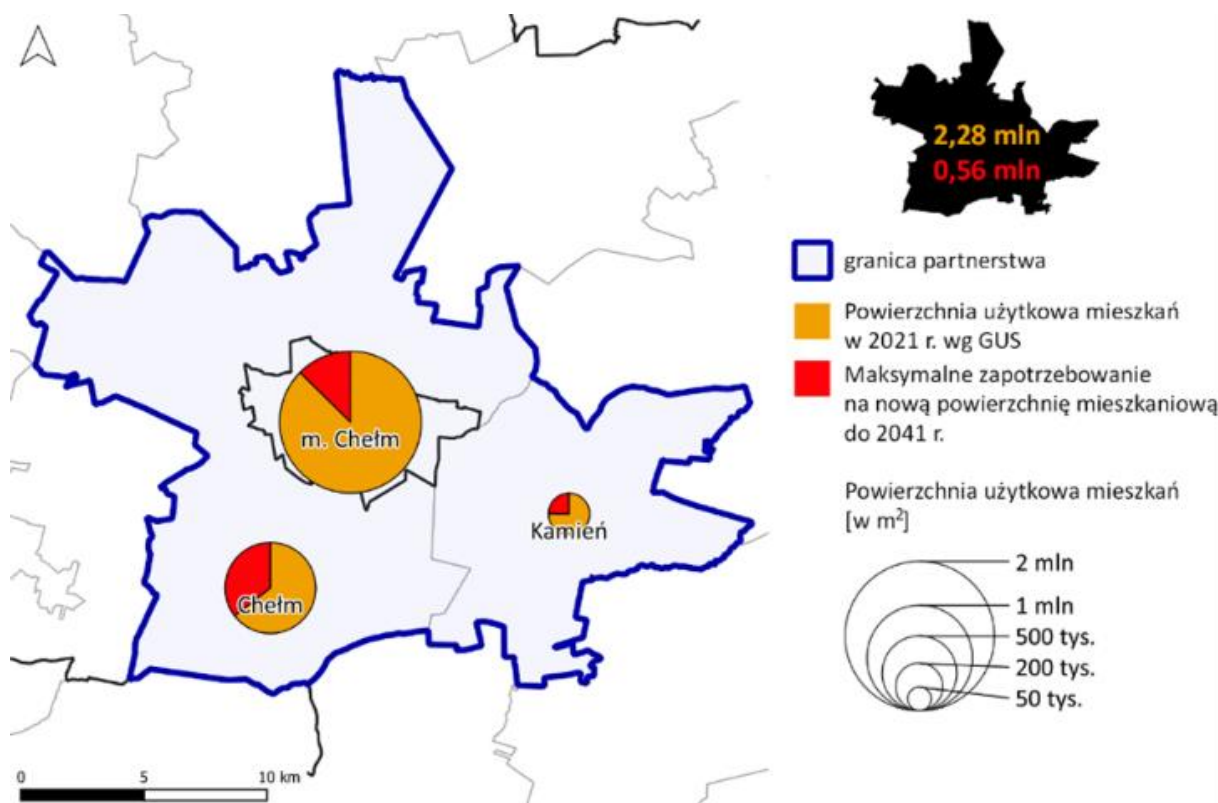 2,28 mln
0,56 mln
granica partnerstwa
Powierzchnia użytkowa mieszkań
w 2021 r. wg GUS
Maksymalne zapotrzebowanie
na nową powierzchnię mieszkaniową
do 2041 r.
Powierzchnia użytkowa mieszkań
[w m²]
2 mln
1 mln
500 tys.
200 tys.
50 tys.
m. Chełm
Kamień
Chełm
0 5 10 km